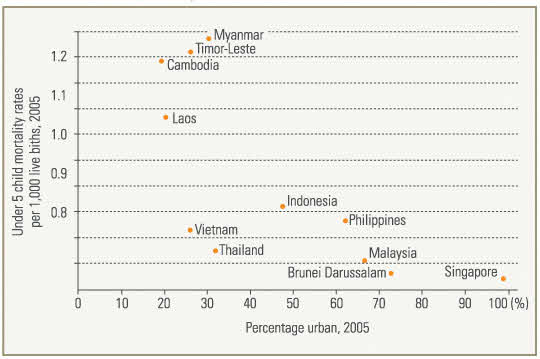 Under 5 child mortality rates
per 1,000 live biths, 2005
1.2
1.1
1.0
0.9
0.8
Myanmar
Timor-Leste
Cambodia
Laos
Indonesia
Philippines
Vietnam
Thailand
Malaysia
Brunei Darussalam
Singapore
0 10 20 30 40 50 60 70 80 90 100 (%)
Percentage urban, 2005